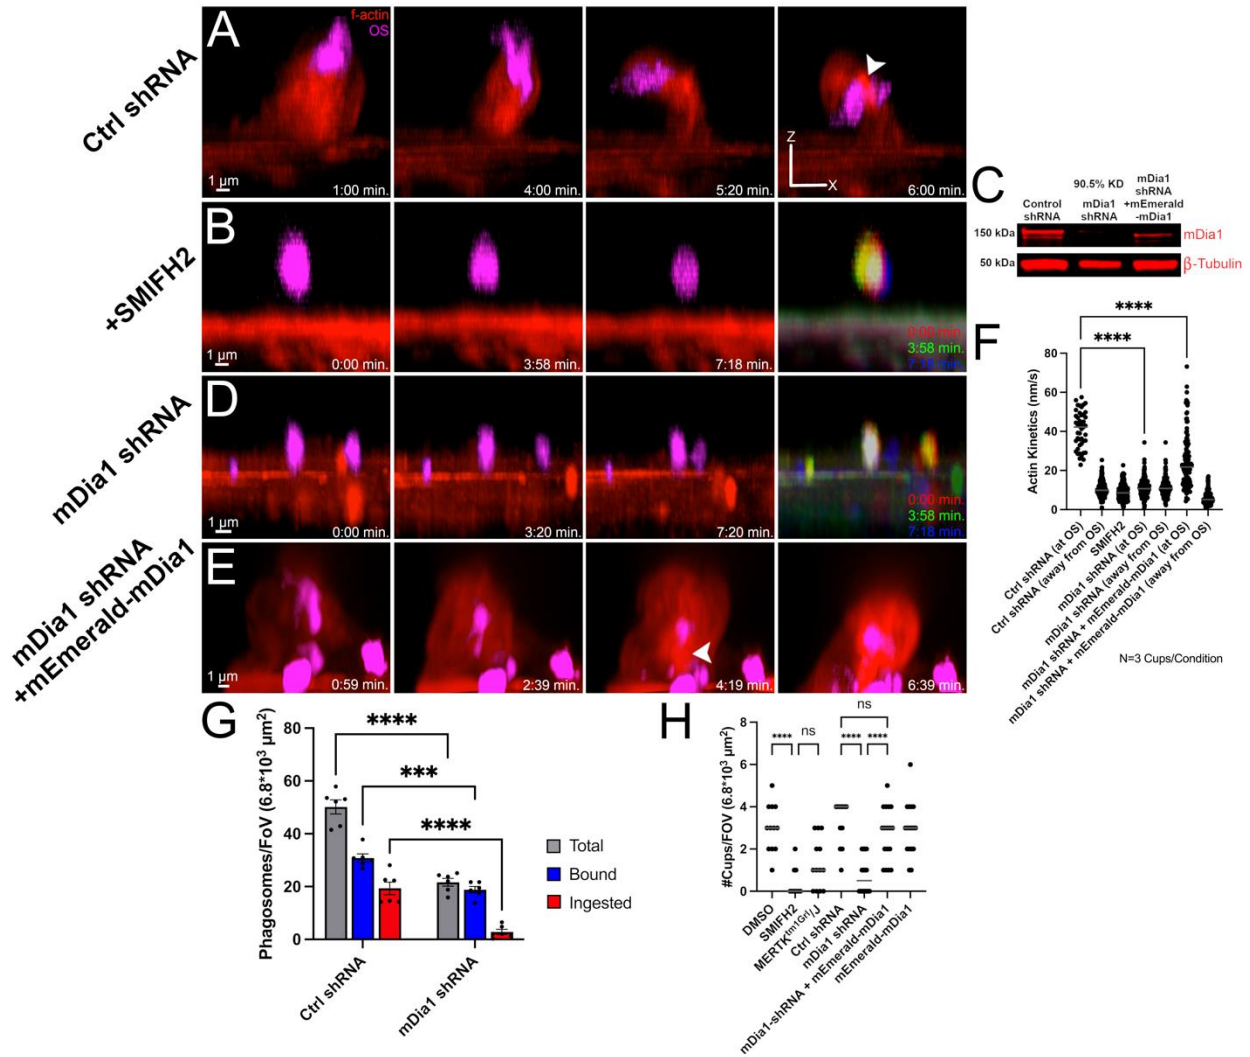 A
f-actin
OS
Ctrl shRNA
1 µm
1:00 min.
4:00 min.
5:20 min.
Z
X
6:00 min.
B
+SMIFH2
1 µm
0:00 min.
3:58 min.
7:18 min.
0:00 min.
3:58 min.
7:18 min.
C
Control
shRNA
90.5% KD
mDia1
shRNA
mDia1
shRNA
+mEmerald
-mDia1
150 kDa
mDia1
50 kDa
β-Tubulin
D
mDia1 shRNA
1 µm
0:00 min.
3:20 min.
7:20 min.
0:00 min.
3:58 min.
7:18 min.
E
mDia1 shRNA
+mEmerald-mDia1
1 µm
0:59 min.
2:39 min.
4:19 min.
6:39 min.
F
****
****
Actin Kinetics (nm/s)
80
60
40
20
0
Ctrl shRNA (at OS)
Ctrl shRNA (away from OS)
SMIFH2
mDia1 shRNA (at OS)
mDia1 shRNA (away from OS)
mDia1 shRNA + mEmerald-mDia1 (at OS)
mDia1 shRNA + mEmerald-mDia1 (away from OS)
N=3 Cups/Condition
G
Phagosomes/FoV (6.8*10³ µm²)
80
60
40
20
0
****
***
****
Total
Bound
Ingested
Ctrl shRNA
mDia1 shRNA
H
#Cups/FOV (6.8*10³ µm²)
8
6
4
2
0
****
ns
ns
****
****
DMSO
SMIFH2
MERTKtm1Grl/J
Ctrl shRNA
mDia1 shRNA
mDia1-shRNA + mEmerald-mDia1
mEmerald-mDia1